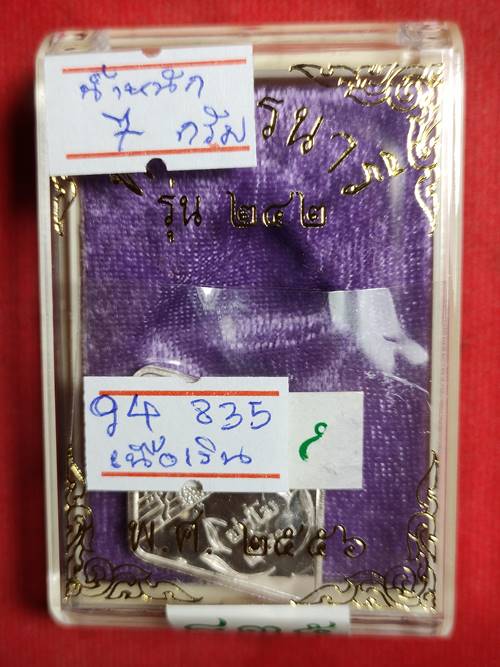 น้ำหนัก
7 กรัม
รุ่น ๒๔๒
94 835
เนื้อเงิน
พ.ศ. ๒๕๕๖